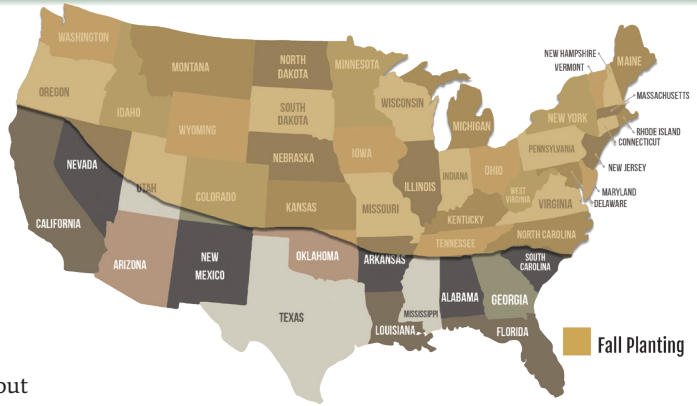 WASHINGTON
OREGON
IDAHO
MONTANA
WYOMING
NORTH
DAKOTA
SOUTH
DAKOTA
NEBRASKA
KANSAS
MINNESOTA
IOWA
MISSOURI
WISCONSIN
ILLINOIS
MICHIGAN
INDIANA
OHIO
KENTUCKY
TENNESSEE
WEST
VIRGINIA
VIRGINIA
NORTH CAROLINA
PENNSYLVANIA
NEW YORK
MAINE
NEW HAMPSHIRE
VERMONT
MASSACHUSETTS
RHODE ISLAND
CONNECTICUT
NEW JERSEY
MARYLAND
DELAWARE
NEVADA
UTAH
COLORADO
CALIFORNIA
ARIZONA
NEW
MEXICO
OKLAHOMA
TEXAS
ARKANSAS
LOUISIANA
MISSISSIPPI
ALABAMA
GEORGIA
SOUTH
CAROLINA
FLORIDA
Fall Planting
out